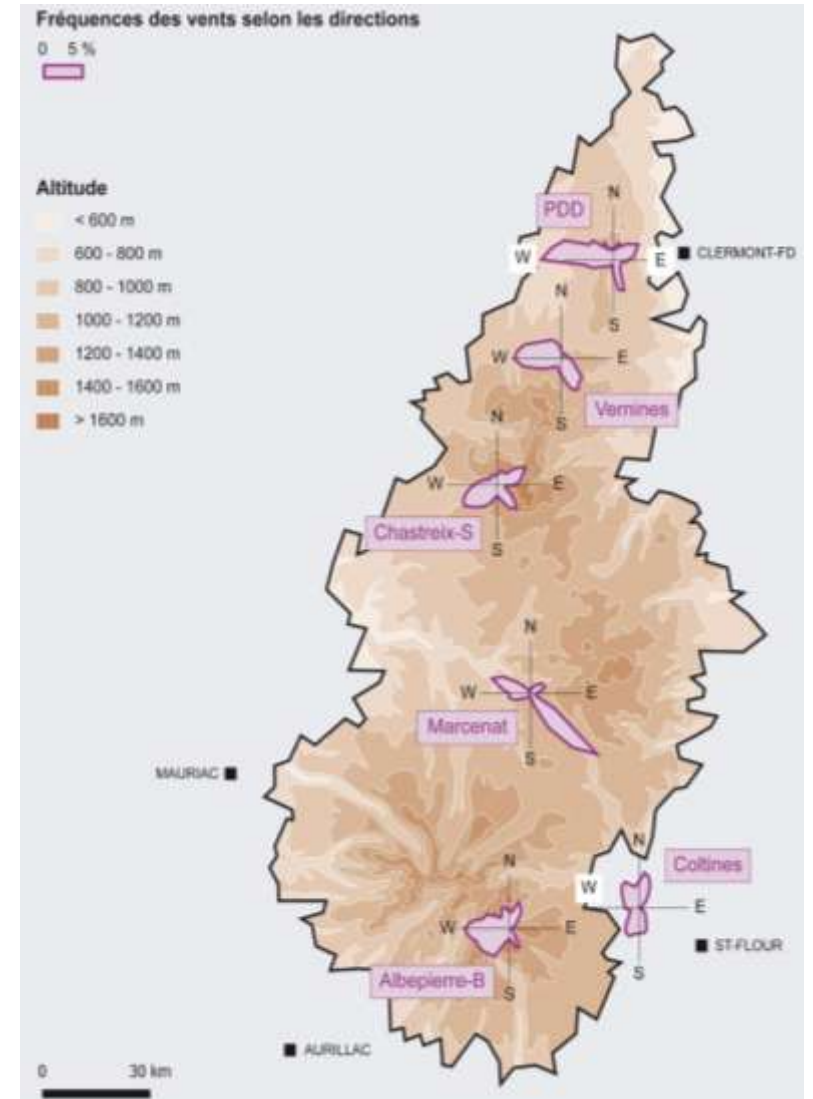 Fréquences des vents selon les directions
0 5 %
Altitude
< 600 m
600 - 800 m
800 - 1000 m
1000 - 1200 m
1200 - 1400 m
1400 - 1600 m
> 1600 m
N
PDD
W
E
CLERMONT-FD
S
N
W
E
Vernines
S
N
W
E
Chastreix-S
S
N
W
E
Marcenat
S
MAURIAC
N
Coltines
W
E
ST-FLOUR
S
N
W
E
Albepierre-B
S
AURILLAC
0 30 km